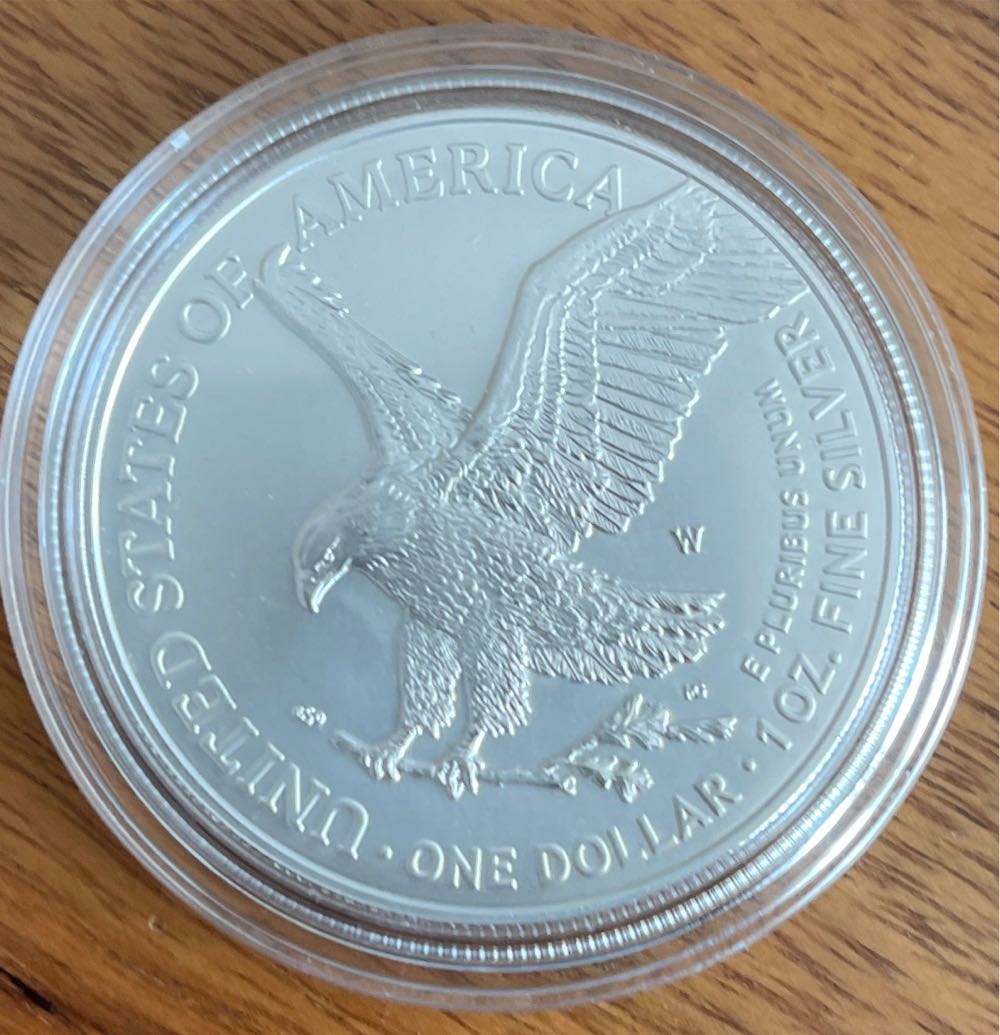 UNITED STATES OF AMERICA
W
E PLURIBUS UNUM
· ONE DOLLAR · 1 OZ. FINE SILVER